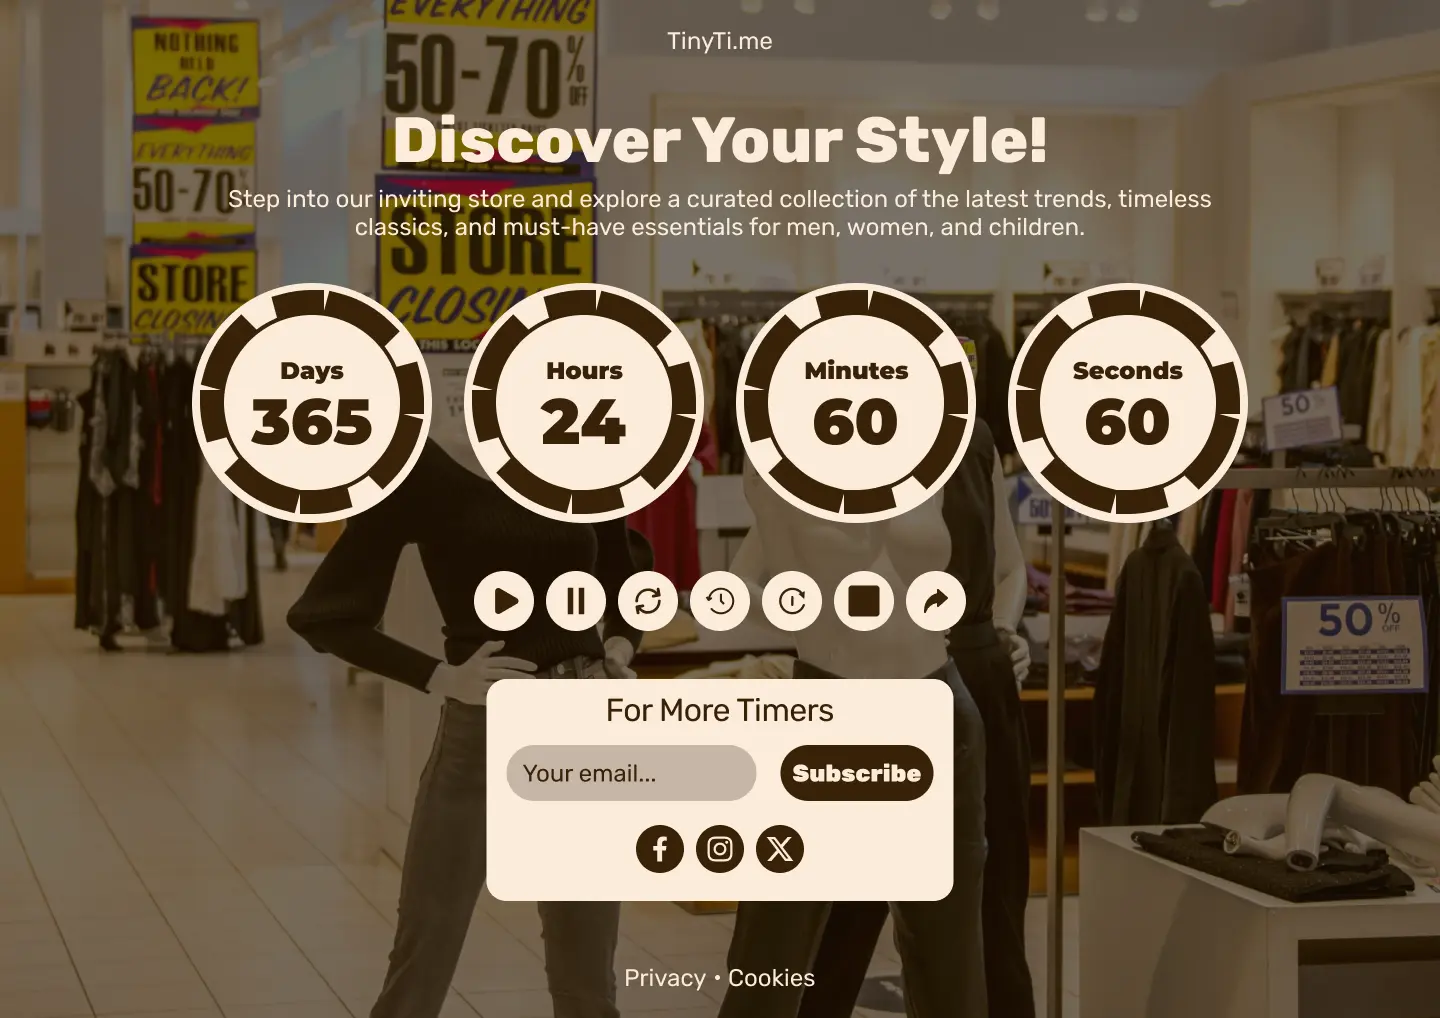 TinyTi.me
Discover Your Style!
Step into our inviting store and explore a curated collection of the latest trends, timeless
classics, and must-have essentials for men, women, and children.
Days
365
Hours
24
Minutes
60
Seconds
60
For More Timers
Your email...
Subscribe
Privacy • Cookies
NOTHING
HELD
BACK!
EVERYTHING
50-70%
STORE
CLOSING
EVERYTHING
50-70%
OFF
STORE
CLOSING
THIS LOC
50%
50%
50%
OFF